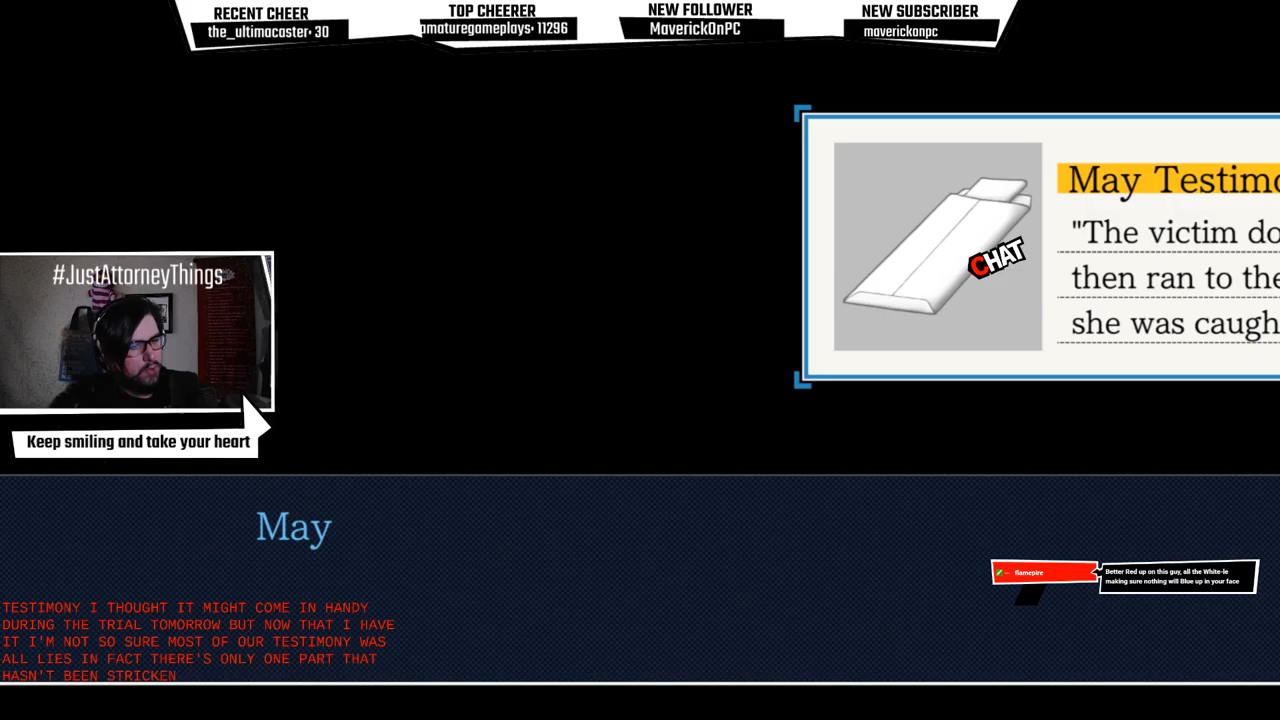 RECENT CHEER
the_ultimacaster: 30
TOP CHEERER
amaturegameplays: 11296
NEW FOLLOWER
MaverickOnPC
NEW SUBSCRIBER
maverickonpc
May Testimo
"The victim do
then ran to the
she was caugh
CHAT
#JustAttorneyThings
Keep smiling and take your heart
May
flamepire
Better Red up on this guy, all the White-le
making sure nothing will Blue up in your face
TESTIMONY I THOUGHT IT MIGHT COME IN HANDY
DURING THE TRIAL TOMORROW BUT NOW THAT I HAVE
IT I'M NOT SO SURE MOST OF OUR TESTIMONY WAS
ALL LIES IN FACT THERE'S ONLY ONE PART THAT
HASN'T BEEN STRICKEN